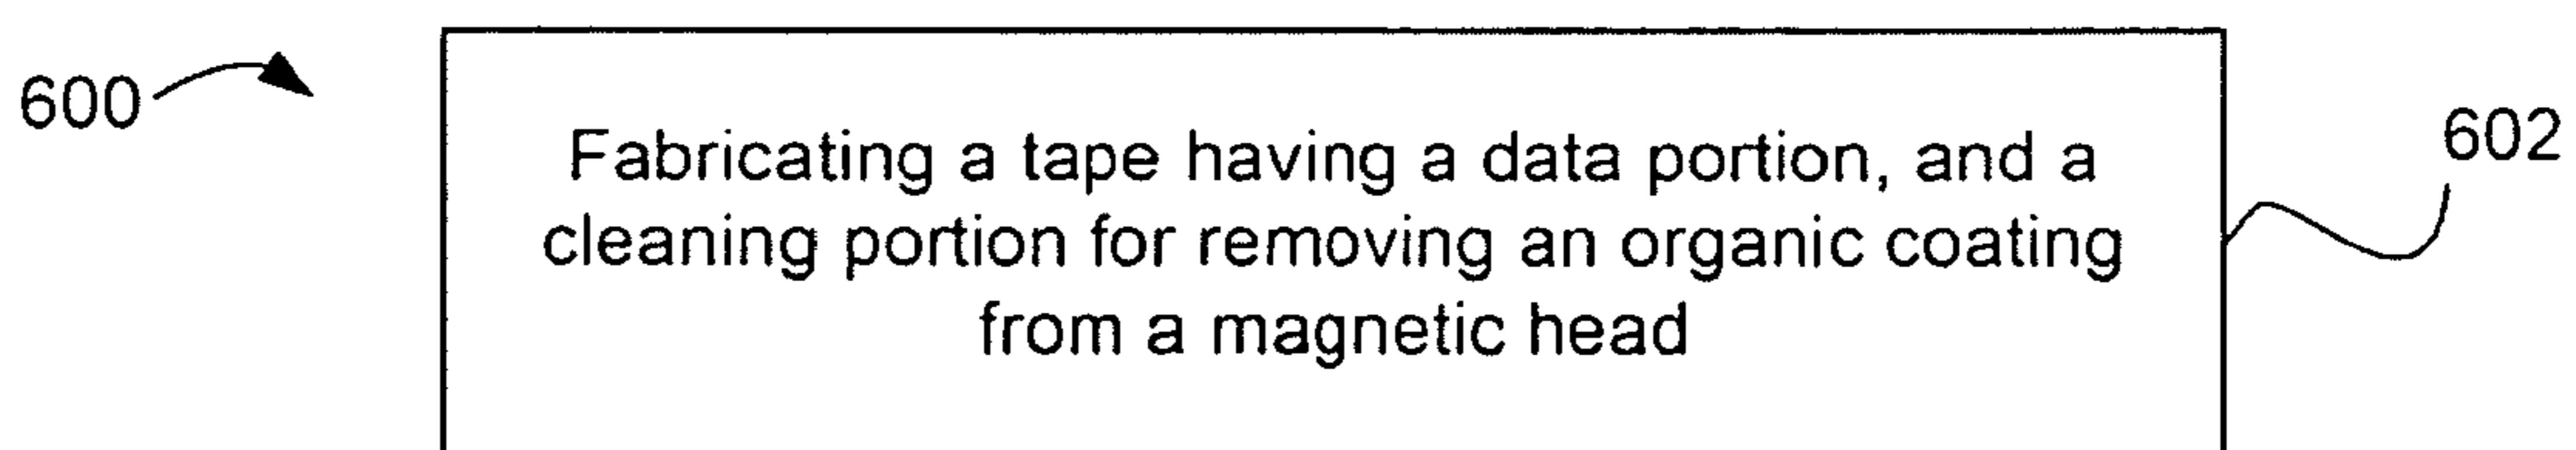 600
Fabricating a tape having a data portion, and a
cleaning portion for removing an organic coating
from a magnetic head
602